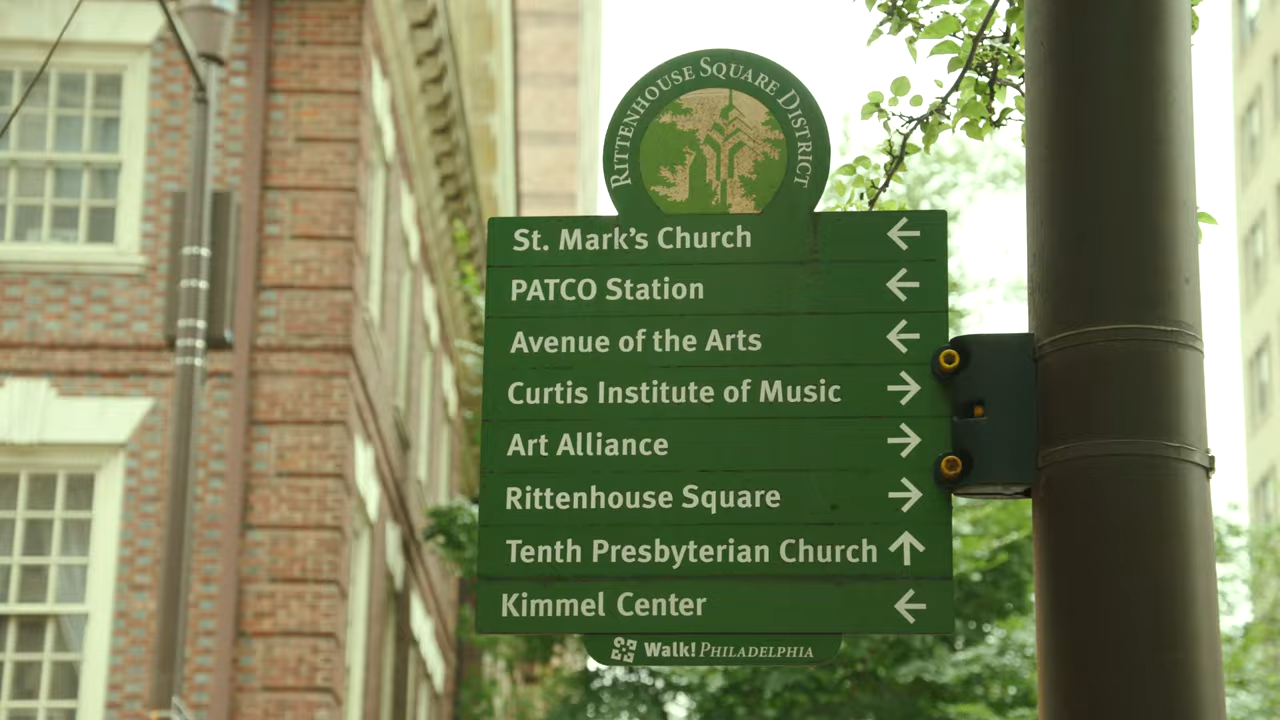 RITTENHOUSE SQUARE DISTRICT
St. Mark's Church ←
PATCO Station ←
Avenue of the Arts ←
Curtis Institute of Music →
Art Alliance →
Rittenhouse Square →
Tenth Presbyterian Church ↑
Kimmel Center ←
Walk! PHILADELPHIA